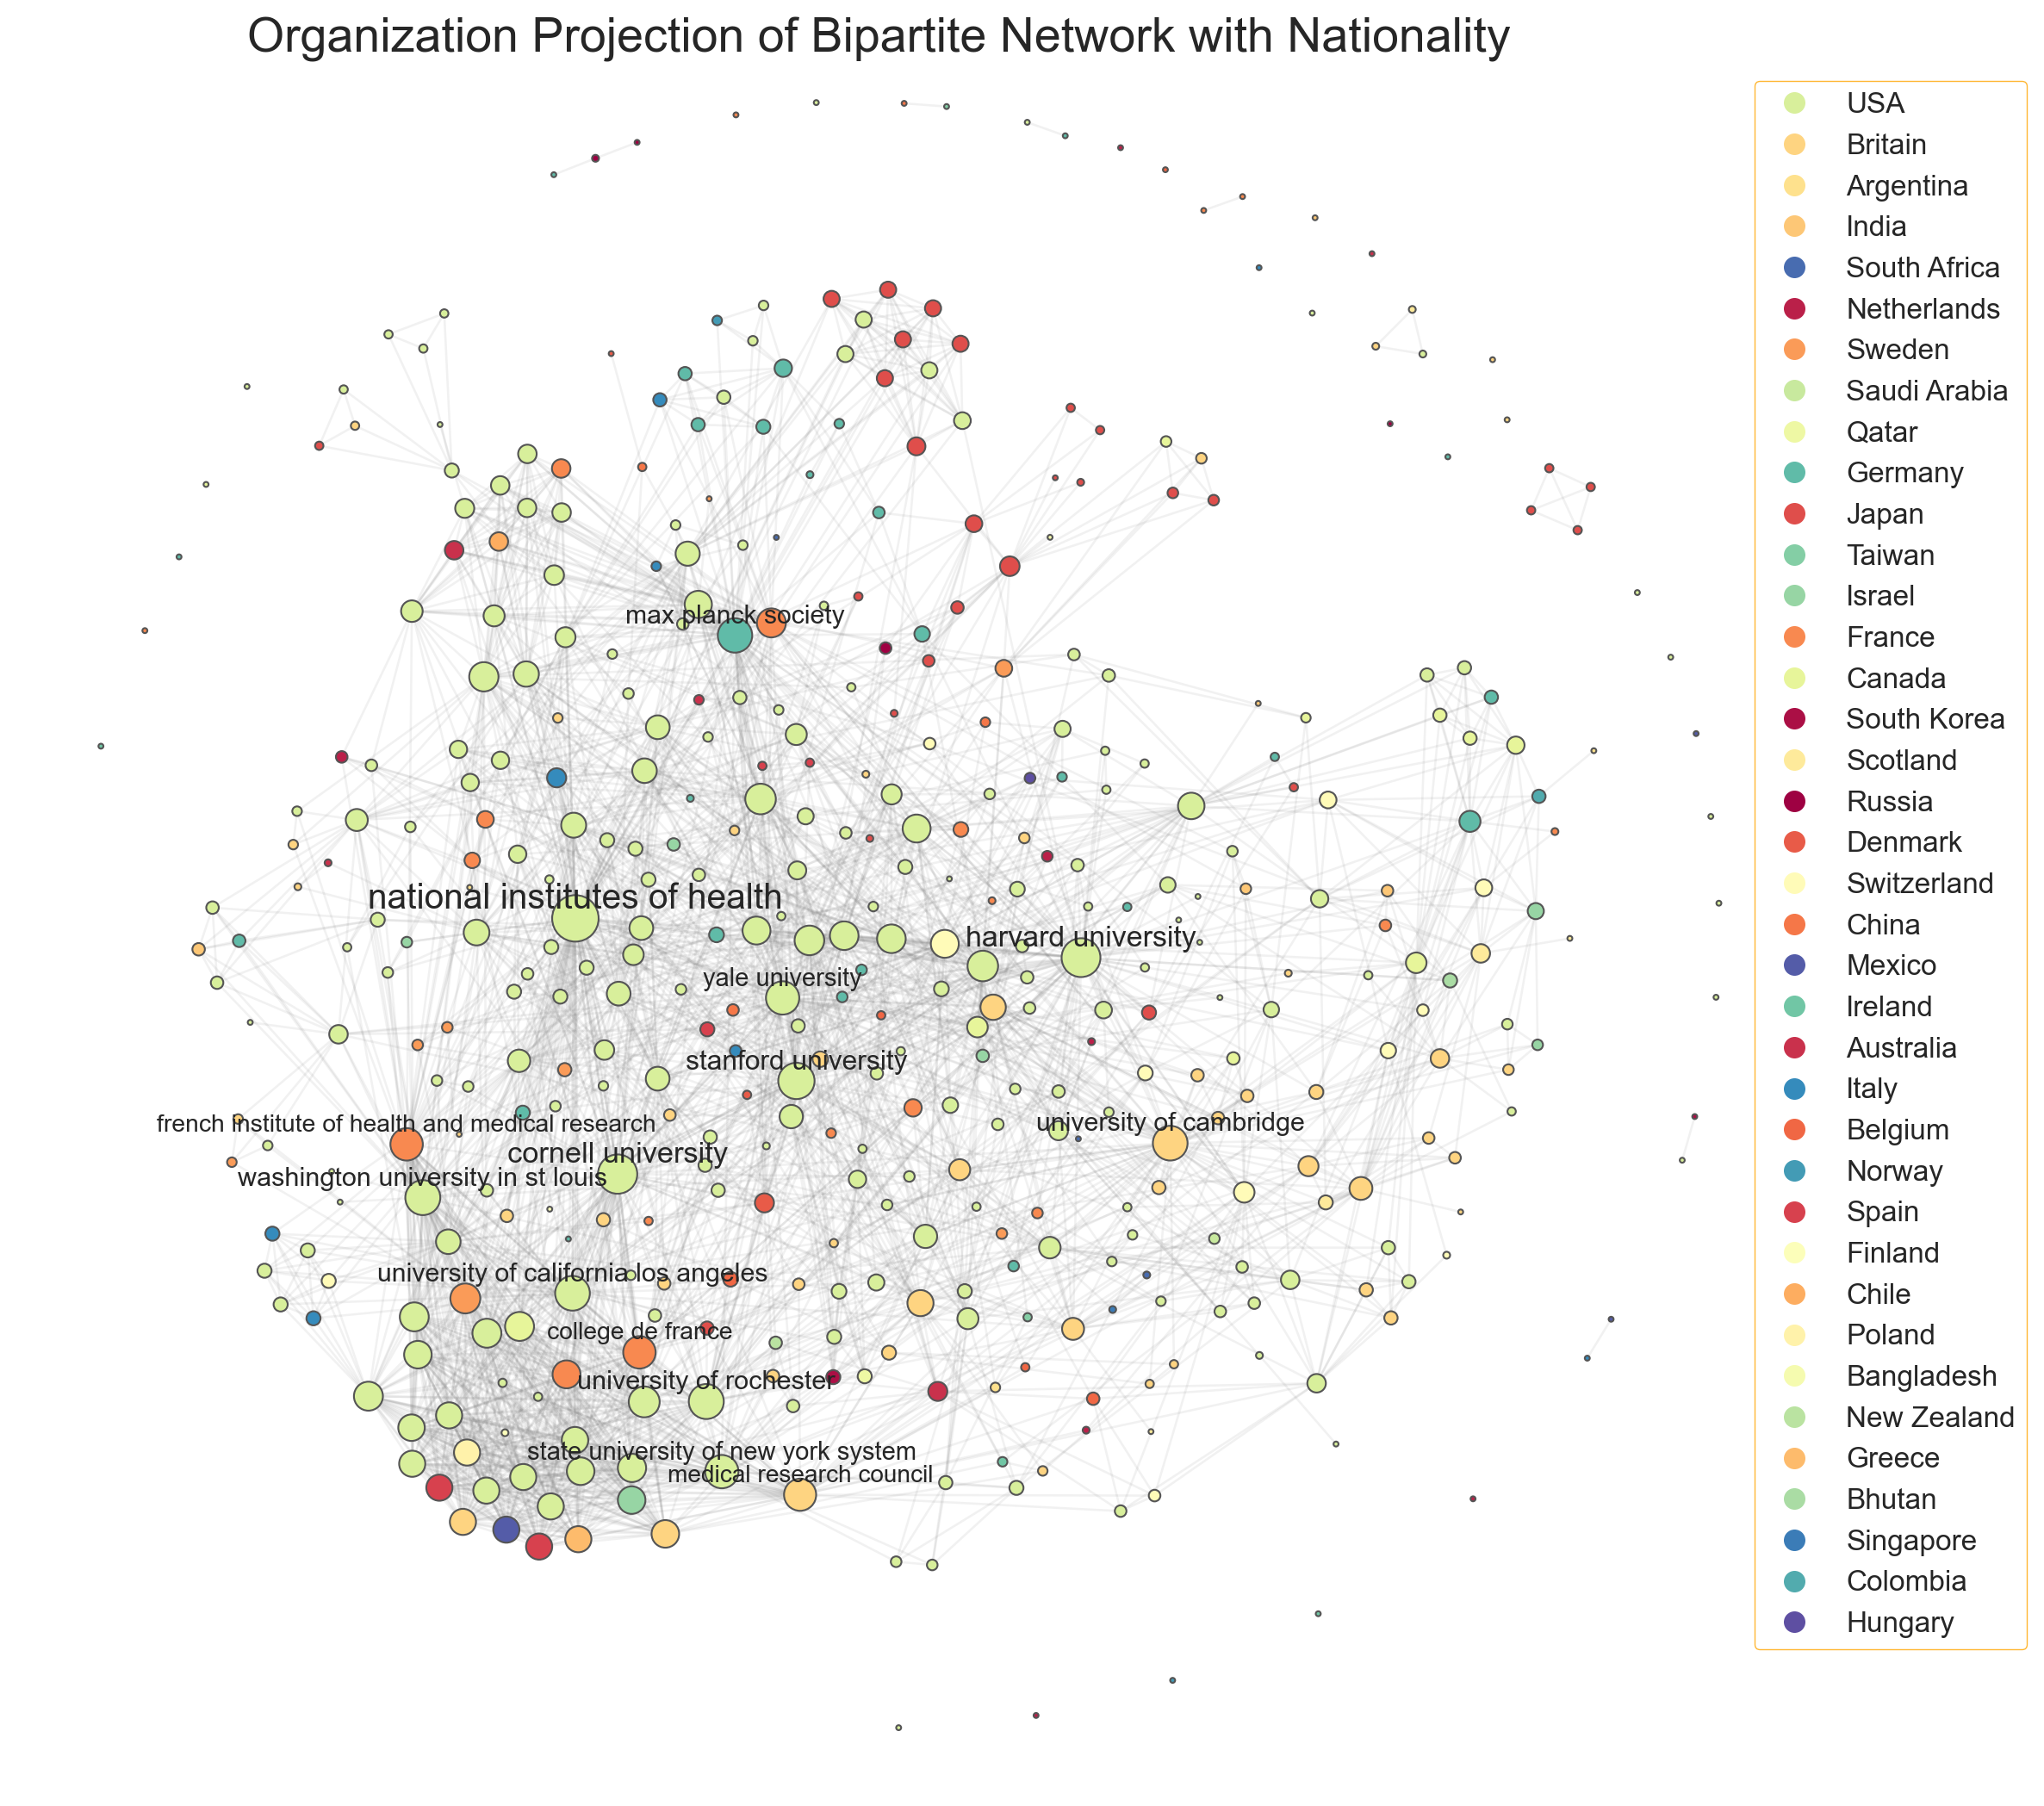 Organization Projection of Bipartite Network with Nationality
USA
Britain
Argentina
India
South Africa
Netherlands
Sweden
Saudi Arabia
Qatar
Germany
Japan
Taiwan
Israel
France
Canada
South Korea
Scotland
Russia
Denmark
Switzerland
China
Mexico
Ireland
Australia
Italy
Belgium
Norway
Spain
Finland
Chile
Poland
Bangladesh
New Zealand
Greece
Bhutan
Singapore
Colombia
Hungary
max planck society
national institutes of health
harvard university
yale university
stanford university
french institute of health and medical research
university of cambridge
cornell university
washington university in st louis
university of california los angeles
college de france
university of rochester
state university of new york system
medical research council